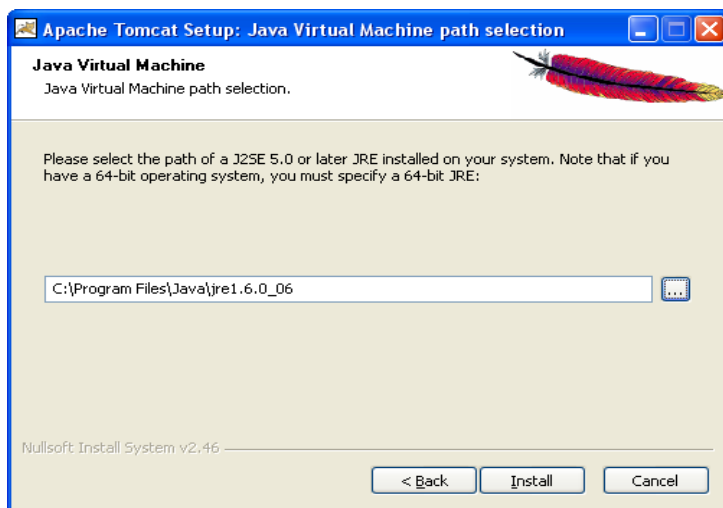 Apache Tomcat Setup: Java Virtual Machine path selection
Java Virtual Machine
Java Virtual Machine path selection.
Please select the path of a J2SE 5.0 or later JRE installed on your system. Note that if you
have a 64-bit operating system, you must specify a 64-bit JRE:
C:\Program Files\Java\jre1.6.0_06
...
Nullsoft Install System v2.46
< Back
Install
Cancel